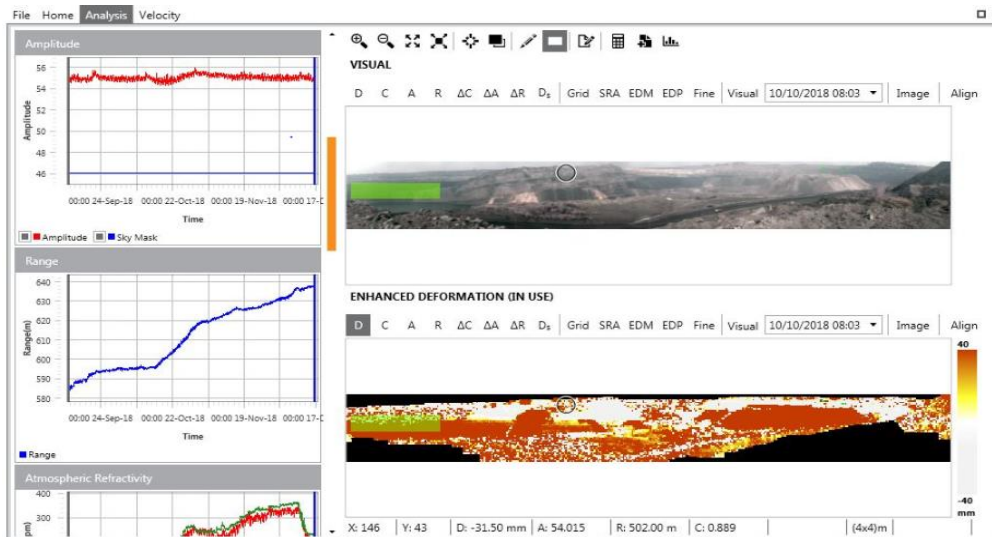 File Home Analysis Velocity
Amplitude
56
54
52
50
48
46
Amplitude
00:00 24-Sep-18 00:00 22-Oct-18 00:00 19-Nov-18 00:00 17-D
Time
Amplitude Sky Mask
Range
640
630
620
610
600
590
580
Range(m)
00:00 24-Sep-18 00:00 22-Oct-18 00:00 19-Nov-18 00:00 17-D
Time
Range
Atmospheric Refractivity
400
300
VISUAL
D C A R ΔC ΔA ΔR Ds Grid SRA EDM EDP Fine Visual 10/10/2018 08:03 Image Align
ENHANCED DEFORMATION (IN USE)
D C A R ΔC ΔA ΔR Ds Grid SRA EDM EDP Fine Visual 10/10/2018 08:03 Image Align
40
-40
mm
X: 146 Y: 43 D: -31.50 mm A: 54.015 R: 502.00 m C: 0.889 (4x4)m